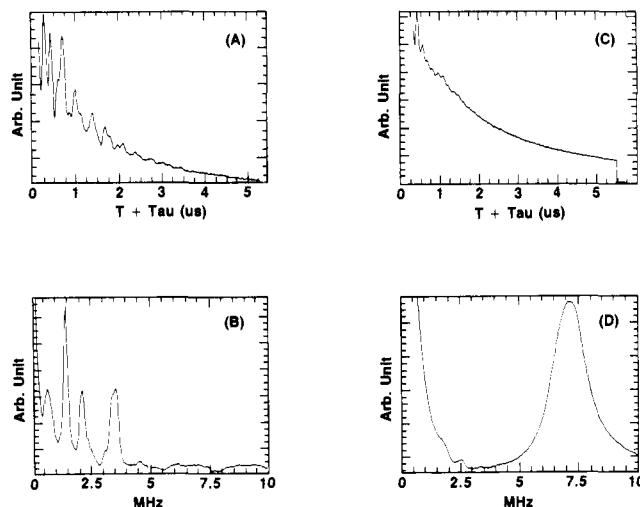 (A)
Arb. Unit
0 1 2 3 4 5
T + Tau (us)
(C)
Arb. Unit
0 1 2 3 4 5
T + Tau (us)
(B)
Arb. Unit
0 2.5 5 7.5 10
MHz
(D)
Arb. Unit
0 2.5 5 7.5 10
MHz